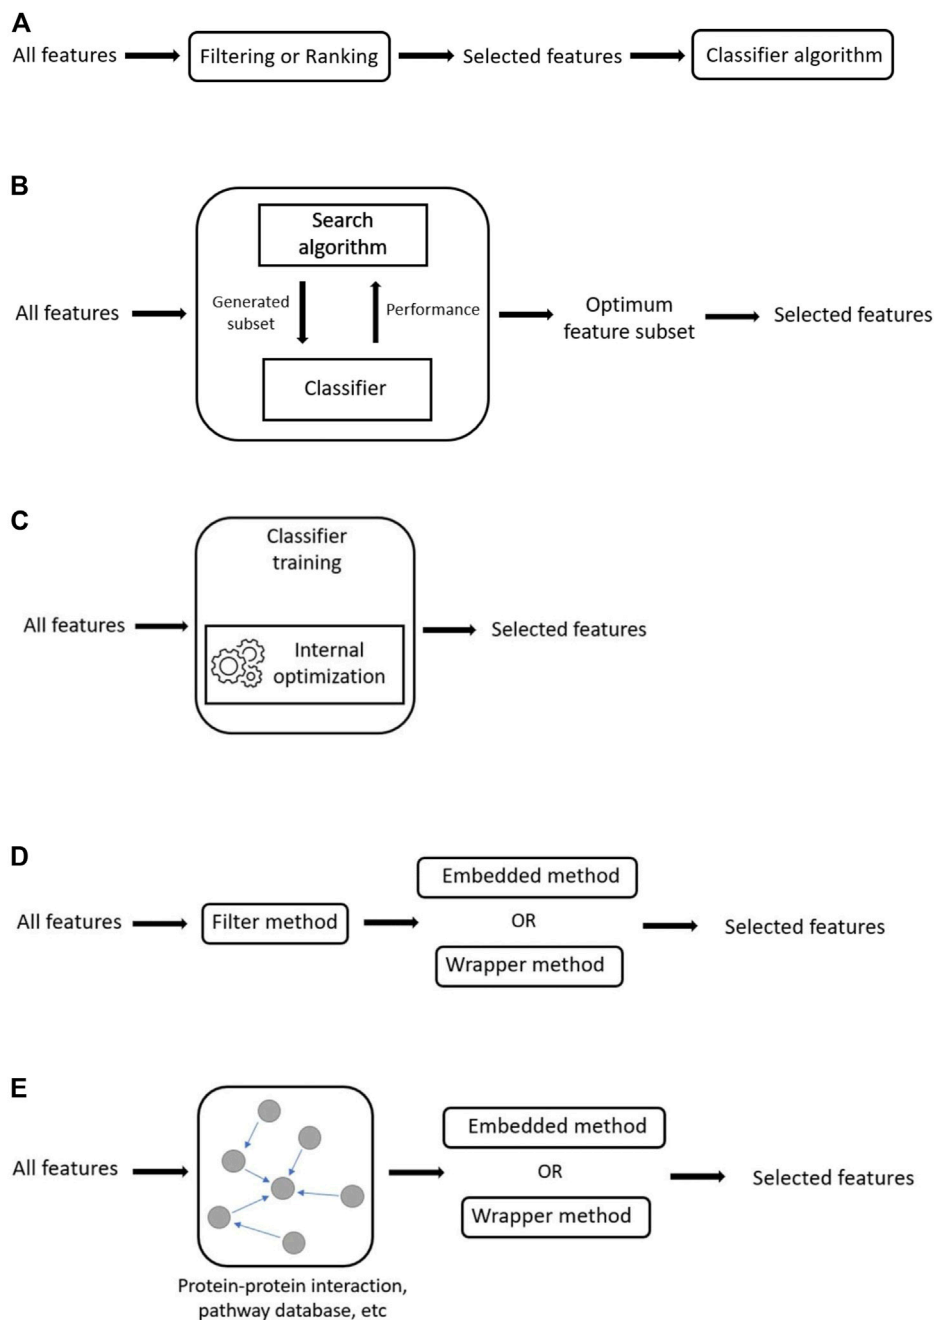 A
All features
Filtering or Ranking
Selected features
Classifier algorithm
B
All features
Search
algorithm
Generated
subset
Performance
Classifier
Optimum
feature subset
Selected features
C
Classifier
training
All features
Internal
optimization
Selected features
D
All features
Filter method
Embedded method
OR
Wrapper method
Selected features
E
All features
Protein-protein interaction,
pathway database, etc
Embedded method
OR
Wrapper method
Selected features